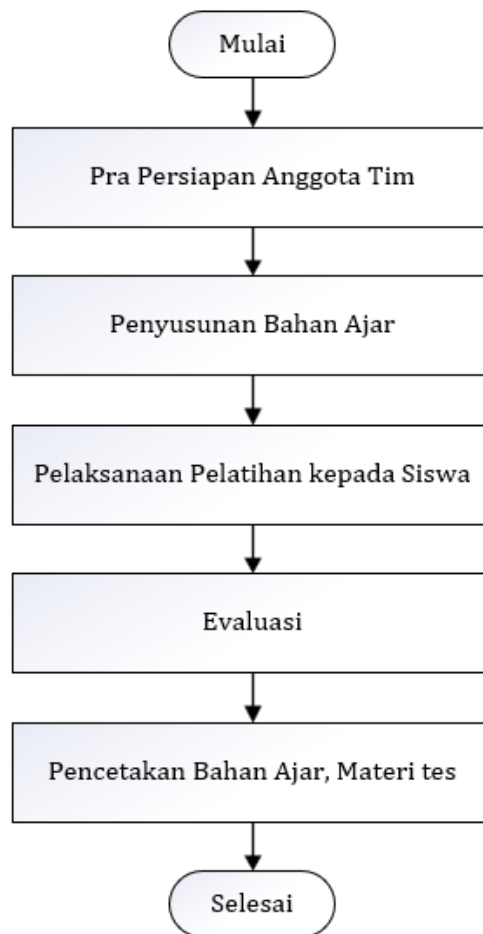 Mulai
Pra Persiapan Anggota Tim
Penyusunan Bahan Ajar
Pelaksanaan Pelatihan kepada Siswa
Evaluasi
Pencetakan Bahan Ajar, Materi tes
Selesai